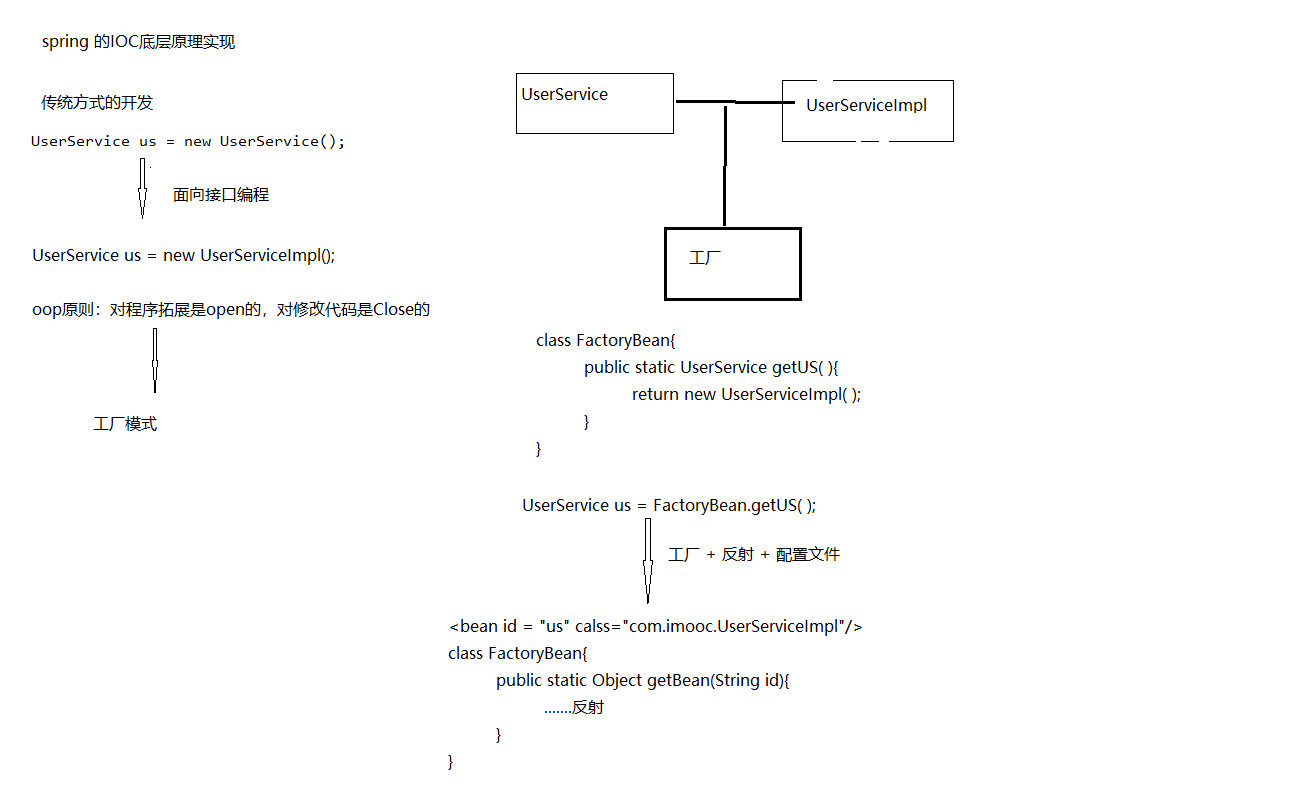 spring 的IOC底层原理实现
传统方式的开发
UserService us = new UserService();
面向接口编程
UserService us = new UserServiceImpl();
oop原则：对程序拓展是open的，对修改代码是Close的
工厂模式
UserService
UserServiceImpl
工厂
class FactoryBean{
public static UserService getUS( ){
return new UserServiceImpl( );
}
}
UserService us = FactoryBean.getUS( );
工厂 + 反射 + 配置文件
<bean id = "us" calss="com.imooc.UserServiceImpl"/>
class FactoryBean{
public static Object getBean(String id){
.......反射
}
}